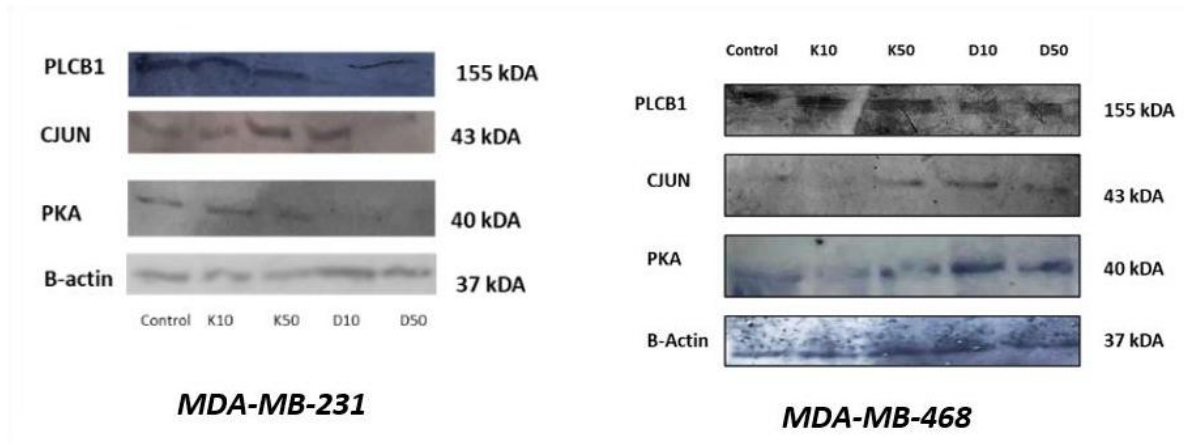 PLCB1 155 kDA
CJUN 43 kDA
PKA 40 kDA
B-actin 37 kDA
Control K10 K50 D10 D50
MDA-MB-231
Control K10 K50 D10 D50
PLCB1 155 kDA
CJUN 43 kDA
PKA 40 kDA
B-Actin 37 kDA
MDA-MB-468